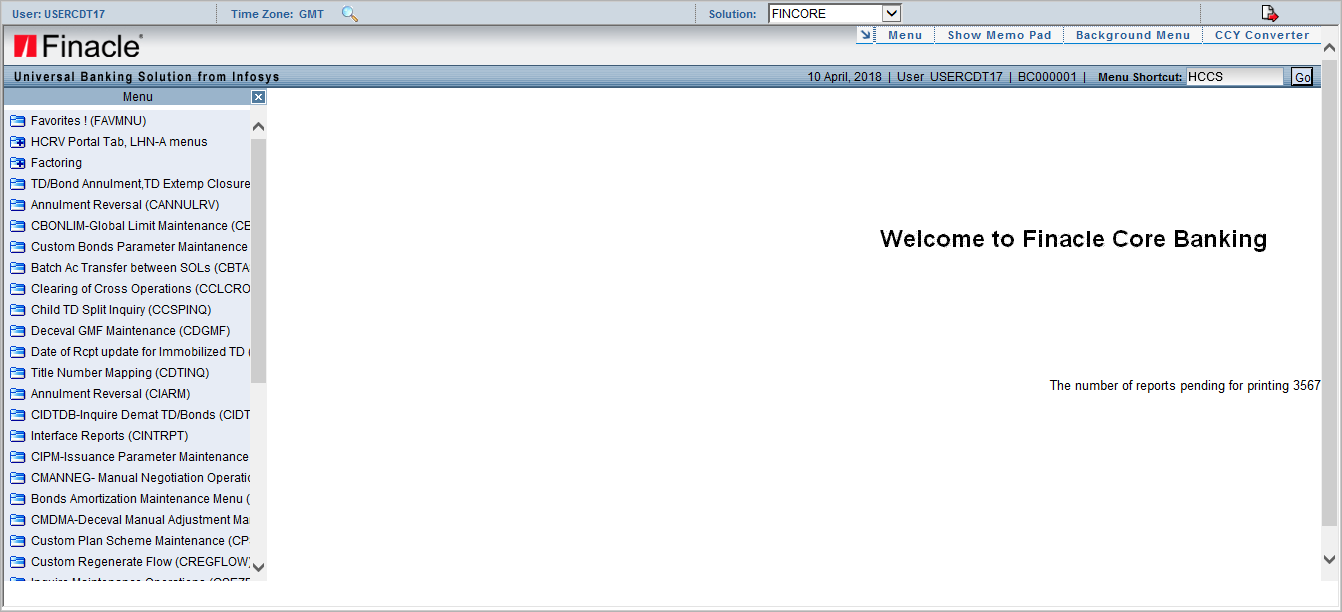 User: USERCDT17 Time Zone: GMT Solution: FINCORE
Finacle
Menu Show Memo Pad Background Menu CCY Converter
Universal Banking Solution from Infosys 10 April, 2018 | User USERCDT17 | BC000001 | Menu Shortcut: HCCS Go
Menu
Favorites ! (FAVMNU)
HCRV Portal Tab, LHN-A menus
Factoring
TD/Bond Annulment,TD Extemp Closure
Annulment Reversal (CANNULRV)
CBONLIM-Global Limit Maintenance (CE
Custom Bonds Parameter Maintanence
Batch Ac Transfer between SOLs (CBTA
Clearing of Cross Operations (CCLCRO
Child TD Split Inquiry (CCSPINQ)
Deceval GMF Maintenance (CDGMF)
Date of Rcpt update for Immobilized TD (
Title Number Mapping (CDTINQ)
Annulment Reversal (CIARM)
CIDTDB-Inquire Demat TD/Bonds (CIDT
Interface Reports (CINTRPT)
CIPM-Issuance Parameter Maintenance
CMANNEG- Manual Negotiation Operatio
Bonds Amortization Maintenance Menu (
CMDMA-Deceval Manual Adjustment Ma
Custom Plan Scheme Maintenance (CP
Custom Regenerate Flow (CREGFLOW)
Welcome to Finacle Core Banking
The number of reports pending for printing 3567